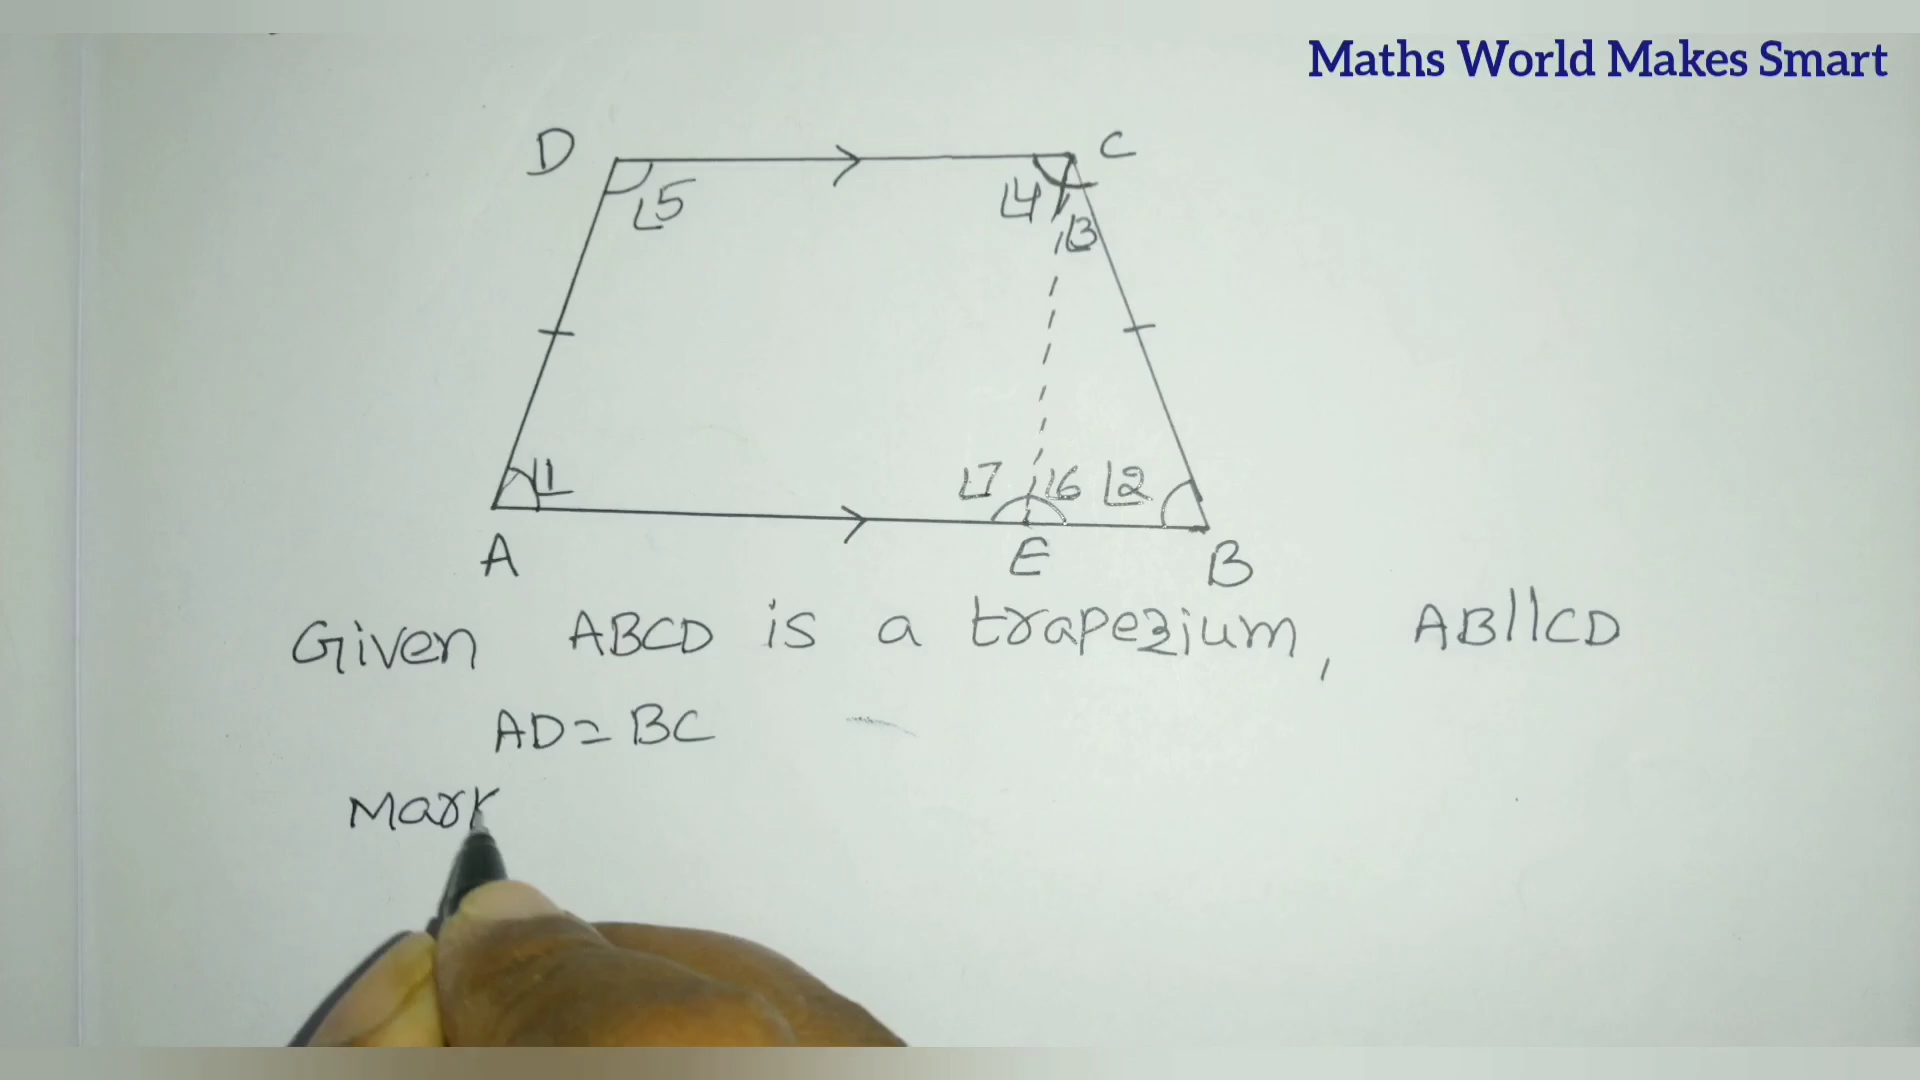 Maths World Makes Smart
D C
∠5 ∠4 ∠3
∠1 ∠7 ∠6 ∠2
A E B
Given ABCD is a trapezium, AB||CD
AD = BC
Mark